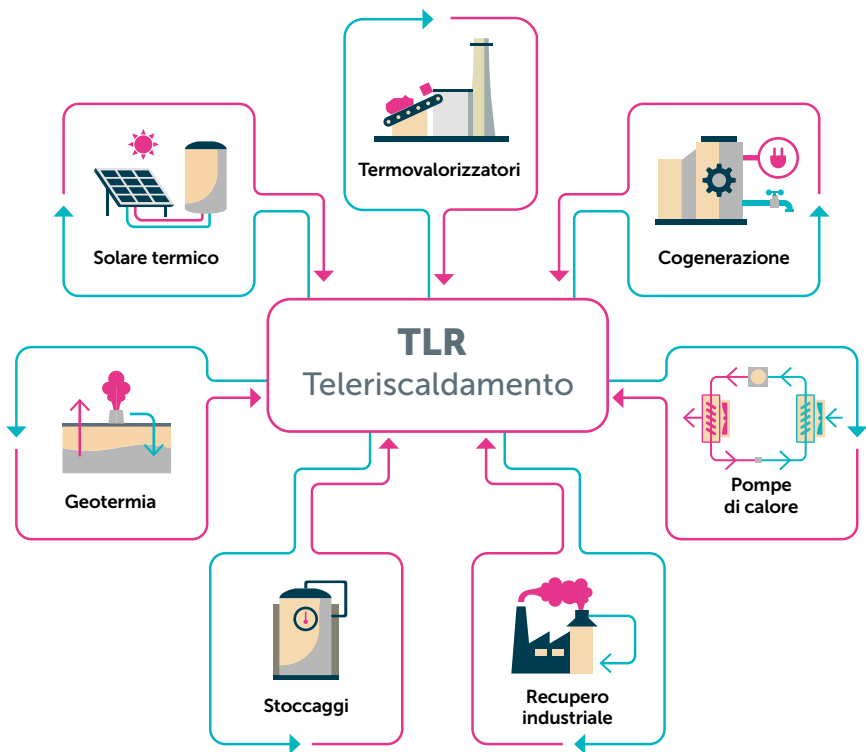 Termovalorizzatori
Solare termico
Cogenerazione
TLR
Teleriscaldamento
Geotermia
Pompe
di calore
Stoccaggi
Recupero
industriale